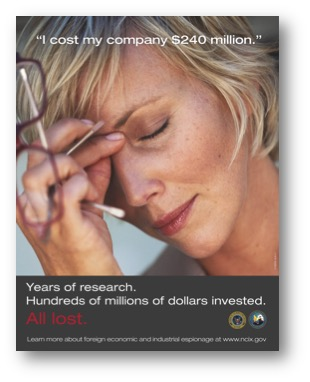 “I cost my company $240 million.”
Years of research.
Hundreds of millions of dollars invested.
All lost.
Learn more about foreign economic and industrial espionage at www.ncix.gov